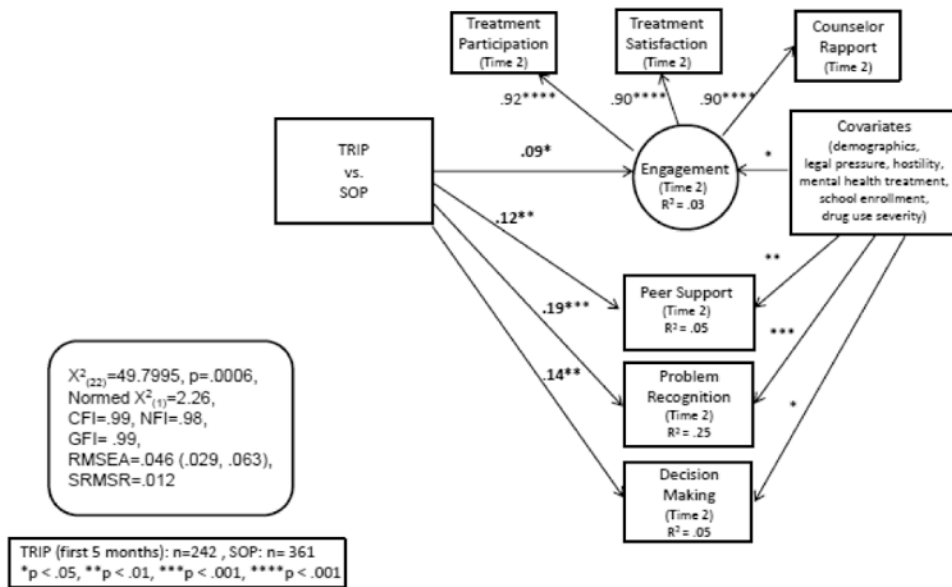 Treatment
Participation
(Time 2)
Treatment
Satisfaction
(Time 2)
Counselor
Rapport
(Time 2)
.92****
.90****
.90****
TRIP
vs.
SOP
.09*
Engagement
(Time 2)
R² = .03
*
Covariates
(demographics,
legal pressure, hostility,
mental health treatment,
school enrollment,
drug use severity)
.12**
**
Peer Support
(Time 2)
R² = .05
.19***
***
Problem
Recognition
(Time 2)
R² = .25
.14**
*
Decision
Making
(Time 2)
R² = .05
X²(22)=49.7995, p=.0006,
Normed X²(1)=2.26,
CFI=.99, NFI=.98,
GFI= .99,
RMSEA=.046 (.029, .063),
SRMSR=.012
TRIP (first 5 months): n=242 , SOP: n= 361
*p < .05, **p < .01, ***p < .001, ****p < .001